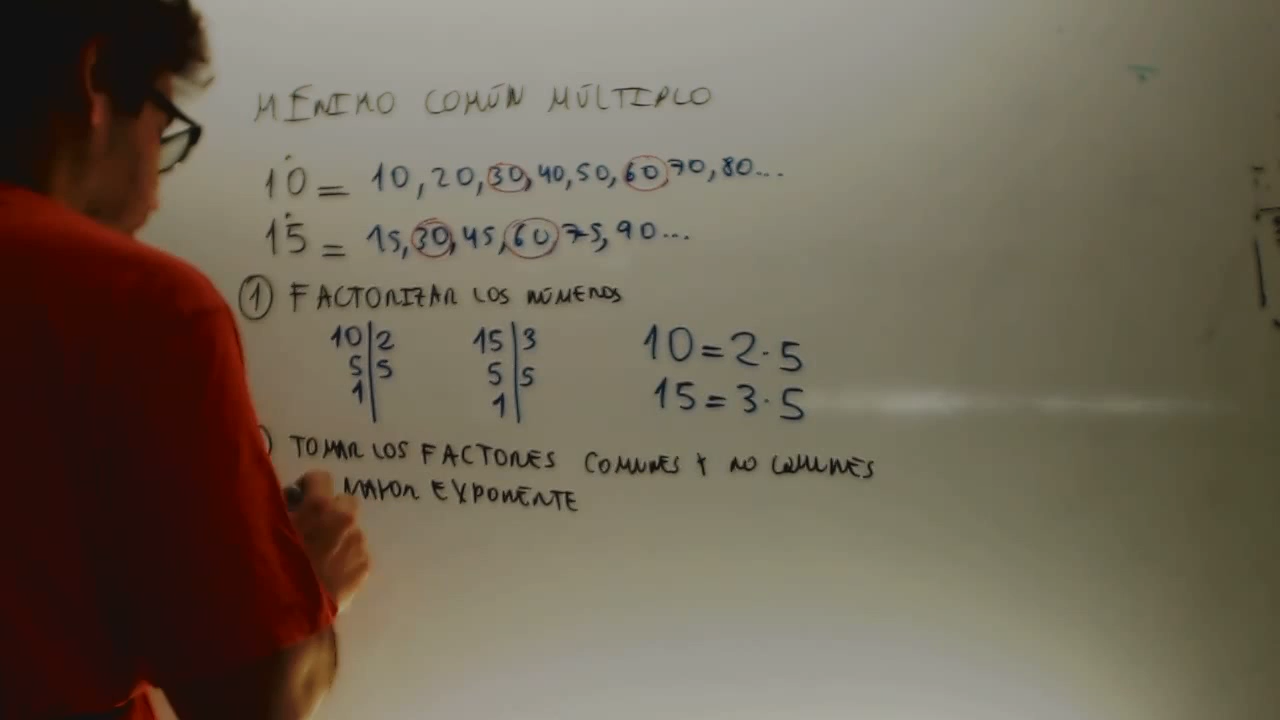 MÍNIMO COMÚN MÚLTIPLO
10 = 10, 20, 30, 40, 50, 60, 70, 80...
15 = 15, 30, 45, 60, 75, 90...
1 FACTORIZAR LOS NÚMEROS
10|2 15|3 10=2·5
5|5 5|5 15=3·5
1| 1|
TOMAR LOS FACTORES COMUNES Y NO COMUNES
MAYOR EXPONENTE